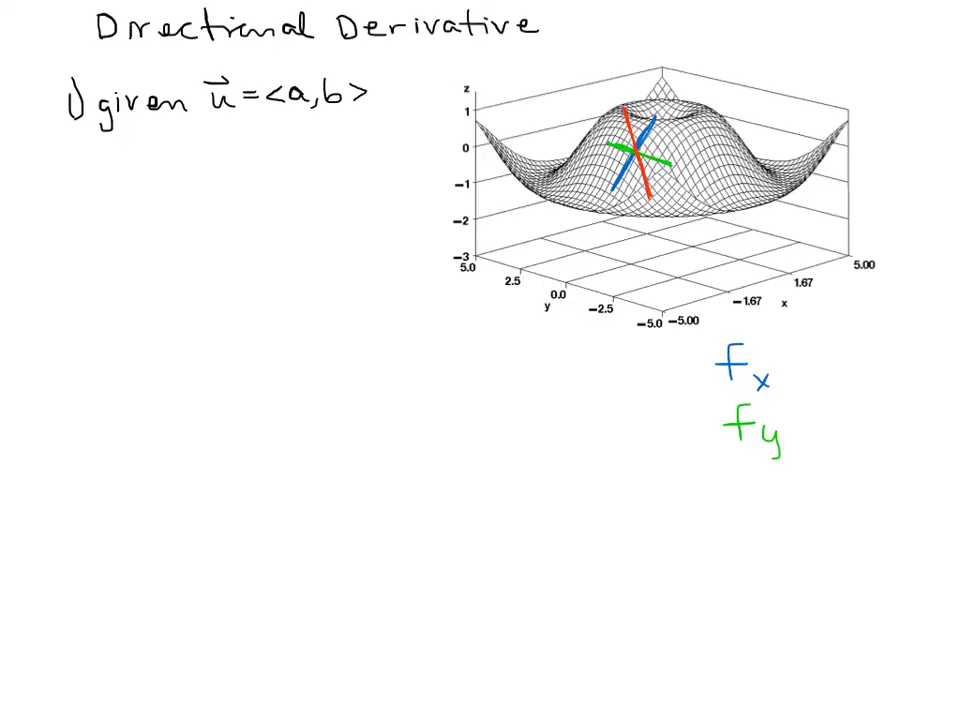 Directional Derivative
1) given u⃗ = <a, b>
z
1
0
−1
−2
−3
5.0
2.5
0.0
y
−2.5
−5.0
−5.00
−1.67
x
1.67
5.00
fx
fy